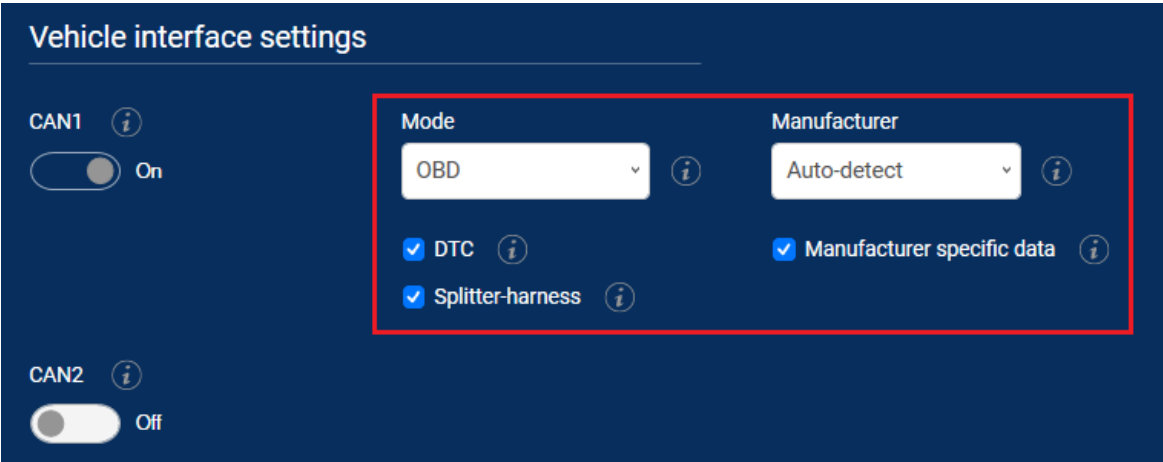 Vehicle interface settings
CAN1 i
Mode
Manufacturer
On
OBD i
Auto-detect i
DTC i
Manufacturer specific data i
Splitter-harness i
CAN2 i
Off